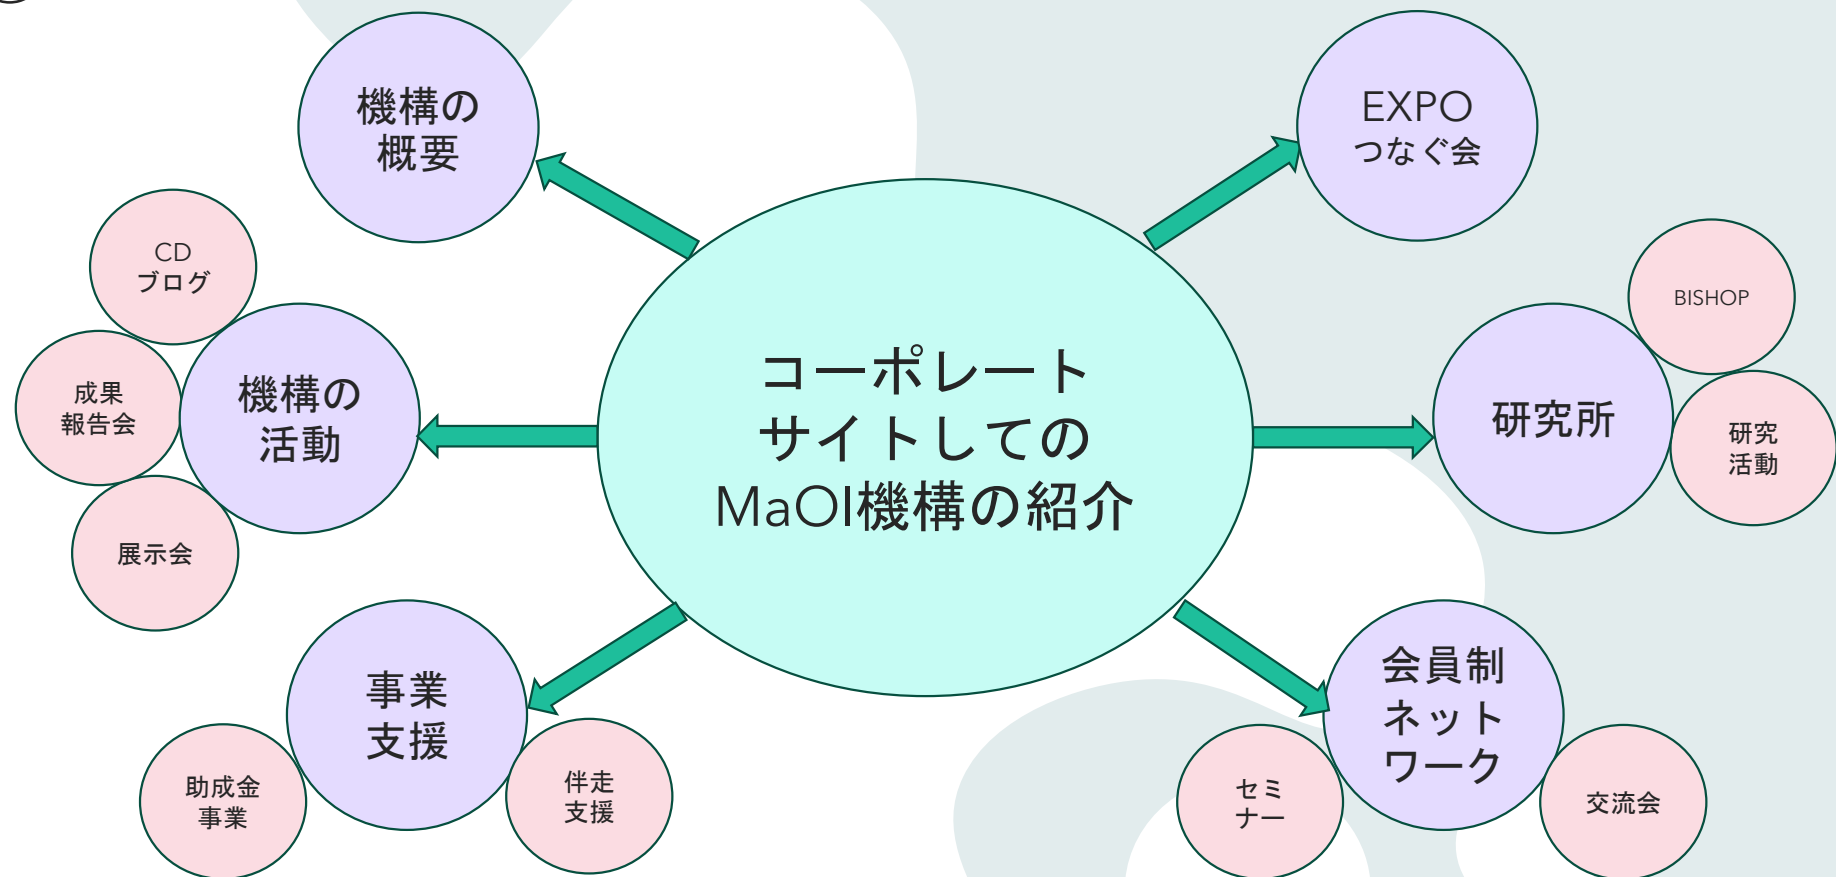 機構の
概要
EXPO
つなぐ会
CD
ブログ
成果
報告会
展示会
機構の
活動
コーポレート
サイトしての
MaOI機構の紹介
BISHOP
研究所
研究
活動
事業
支援
助成金
事業
伴走
支援
会員制
ネット
ワーク
セミ
ナー
交流会